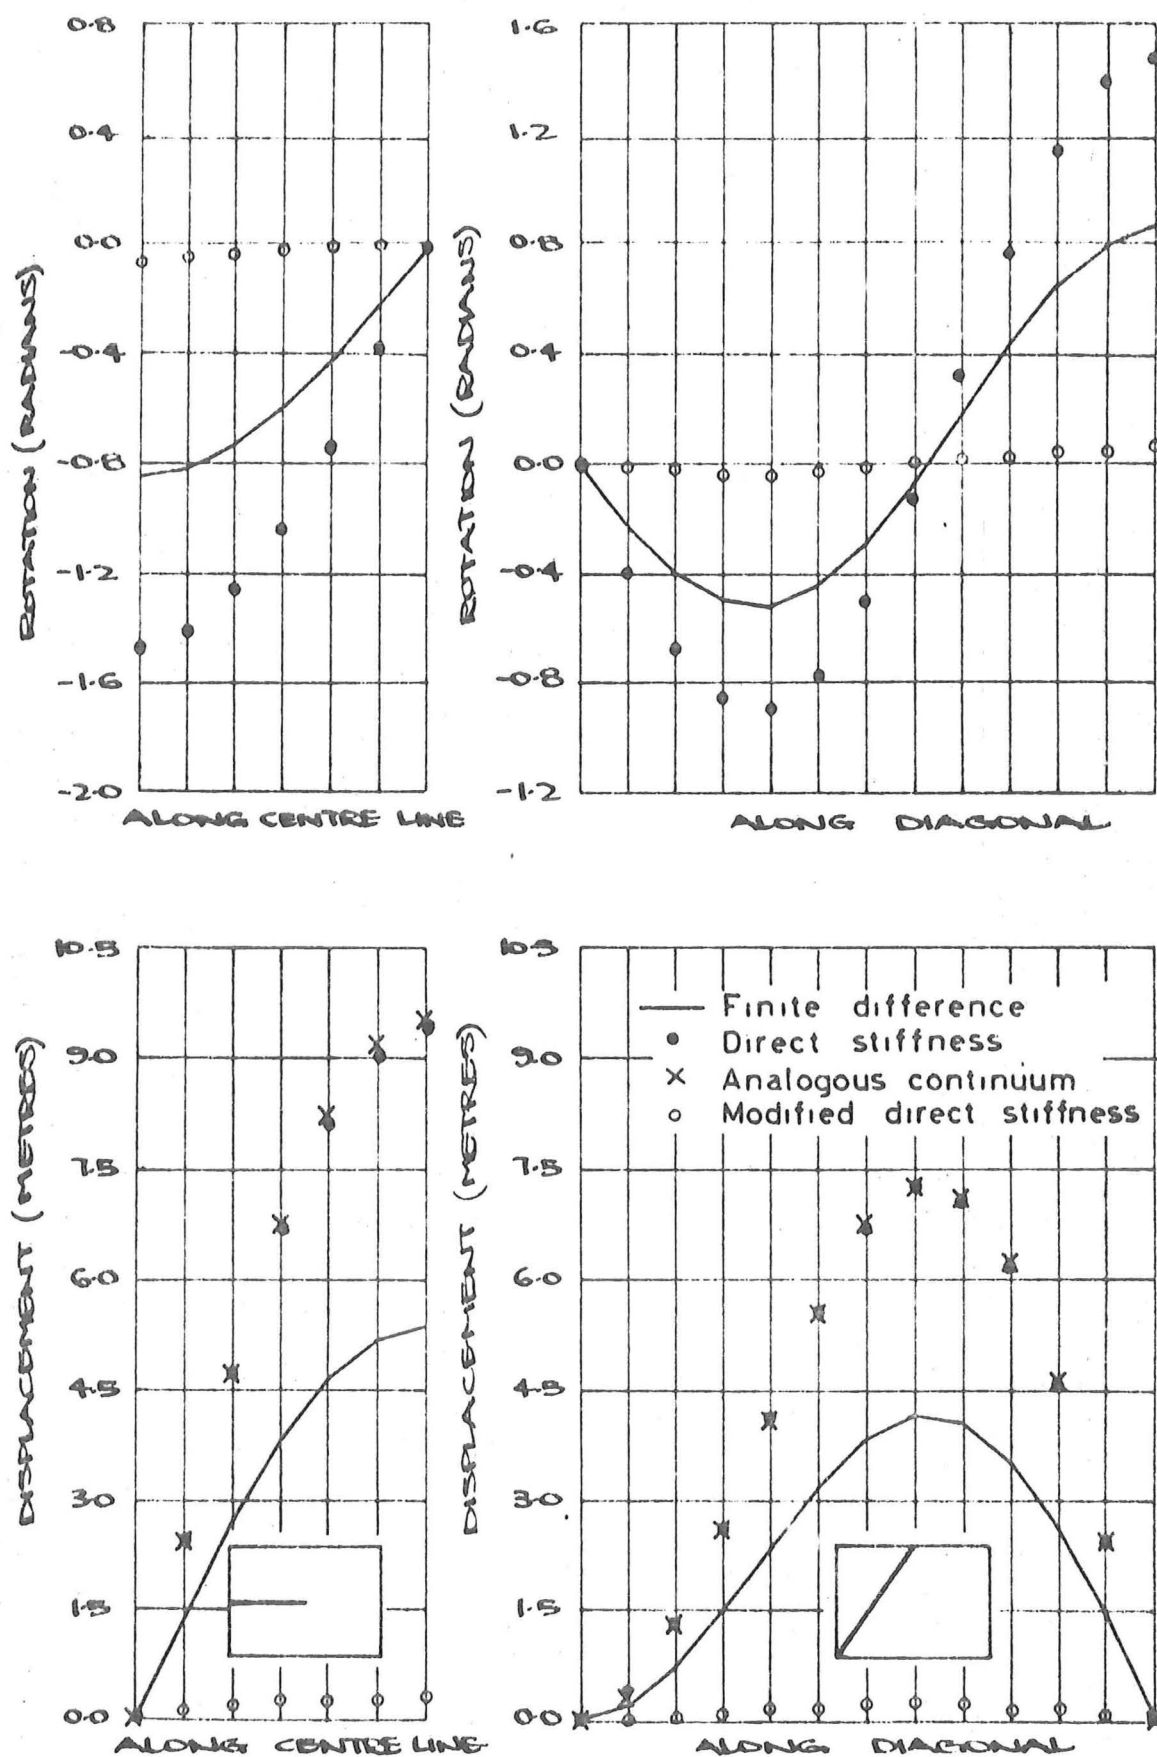 0.8
0.4
0.0
-0.4
-0.8
-1.2
-1.6
-2.0
ROTATION (RADIANS)
ALONG CENTRE LINE
1.6
1.2
0.8
0.4
0.0
-0.4
-0.8
-1.2
ROTATION (RADIANS)
ALONG DIAGONAL
10.5
9.0
7.5
6.0
4.5
3.0
1.5
0.0
DISPLACEMENT (METRES)
ALONG CENTRE LINE
10.5
9.0
7.5
6.0
4.5
3.0
1.5
0.0
DISPLACEMENT (METRES)
Finite difference
Direct stiffness
Analogous continuum
Modified direct stiffness
ALONG DIAGONAL